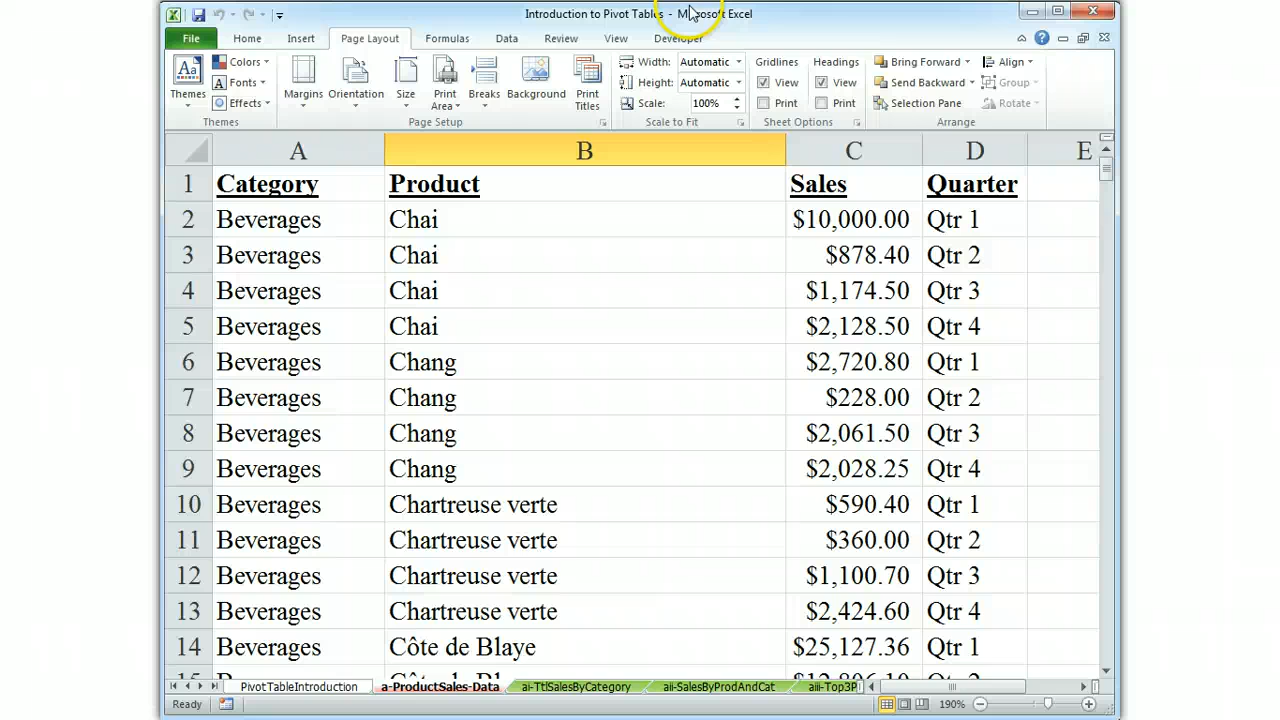 Introduction to Pivot Tables - Microsoft Excel
File Home Insert Page Layout Formulas Data Review View Developer
Themes Colors Fonts Effects Themes
Margins Orientation Size Print Area Breaks Background Print Titles Page Setup
Width: Automatic
Height: Automatic
Scale: 100%
Scale to Fit
Gridlines Headings
View View
Print Print
Sheet Options
Bring Forward Align
Send Backward Group
Selection Pane Rotate
Arrange
A B C D E
1 Category Product Sales Quarter
2 Beverages Chai $10,000.00 Qtr 1
3 Beverages Chai $878.40 Qtr 2
4 Beverages Chai $1,174.50 Qtr 3
5 Beverages Chai $2,128.50 Qtr 4
6 Beverages Chang $2,720.80 Qtr 1
7 Beverages Chang $228.00 Qtr 2
8 Beverages Chang $2,061.50 Qtr 3
9 Beverages Chang $2,028.25 Qtr 4
10 Beverages Chartreuse verte $590.40 Qtr 1
11 Beverages Chartreuse verte $360.00 Qtr 2
12 Beverages Chartreuse verte $1,100.70 Qtr 3
13 Beverages Chartreuse verte $2,424.60 Qtr 4
14 Beverages Côte de Blaye $25,127.36 Qtr 1
PivotTableIntroduction a-ProductSales-Data ai-TtlSalesByCategory aii-SalesByProdAndCat aiii-Top3P
Ready 190%